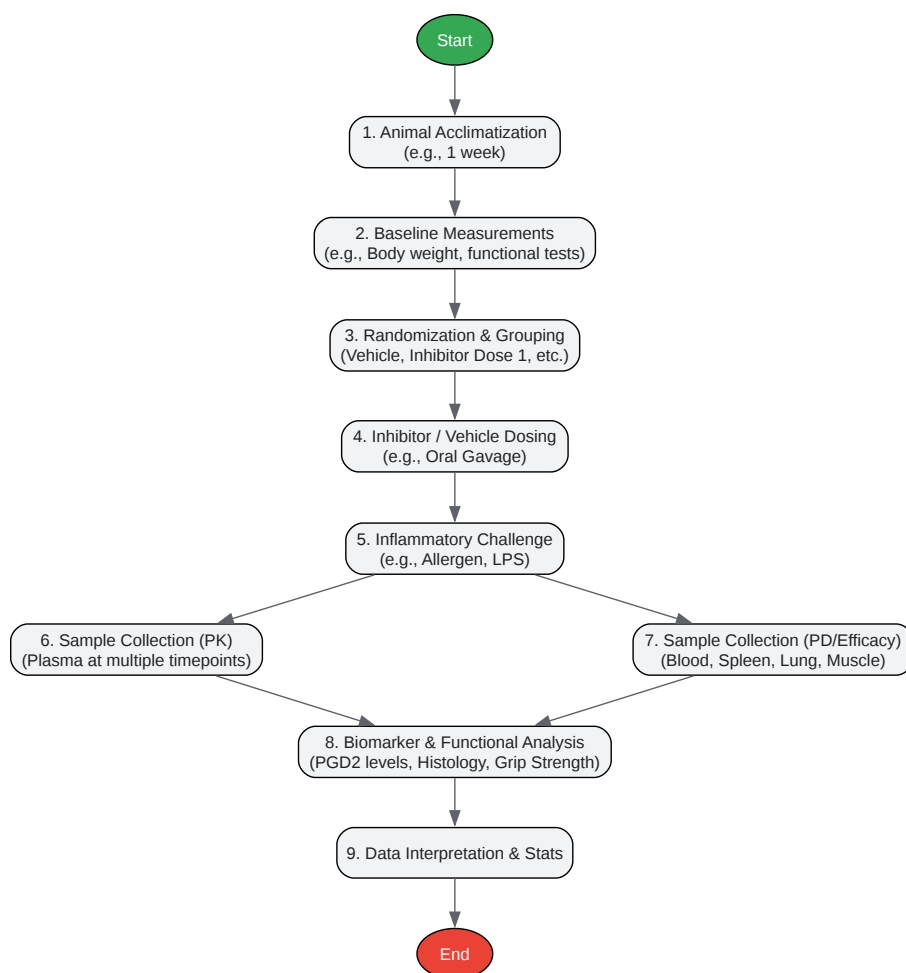 Start
1. Animal Acclimatization
(e.g., 1 week)
2. Baseline Measurements
(e.g., Body weight, functional tests)
3. Randomization & Grouping
(Vehicle, Inhibitor Dose 1, etc.)
4. Inhibitor / Vehicle Dosing
(e.g., Oral Gavage)
5. Inflammatory Challenge
(e.g., Allergen, LPS)
6. Sample Collection (PK)
(Plasma at multiple timepoints)
7. Sample Collection (PD/Efficacy)
(Blood, Spleen, Lung, Muscle)
8. Biomarker & Functional Analysis
(PGD2 levels, Histology, Grip Strength)
9. Data Interpretation & Stats
End